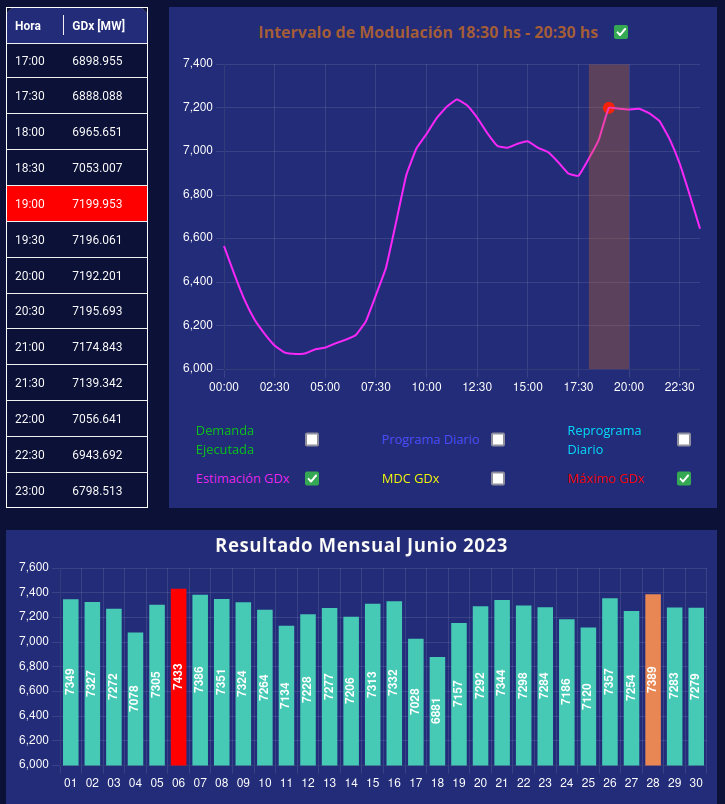 Hora GDx [MW]
17:00 6898.955
17:30 6888.088
18:00 6965.651
18:30 7053.007
19:00 7199.953
19:30 7196.061
20:00 7192.201
20:30 7195.693
21:00 7174.843
21:30 7139.342
22:00 7056.641
22:30 6943.692
23:00 6798.513
Intervalo de Modulación 18:30 hs - 20:30 hs
7,400
7,200
7,000
6,800
6,600
6,400
6,200
6,000
00:00 02:30 05:00 07:30 10:00 12:30 15:00 17:30 20:00 22:30
Demanda
Ejecutada
Programa Diario
Reprograma
Diario
Estimación GDx
MDC GDx
Máximo GDx
Resultado Mensual Junio 2023
7,600
7,400
7,200
7,000
6,800
6,600
6,400
6,200
6,000
7349 7327 7272 7078 7305 7433 7386 7351 7324 7264 7134 7228 7277 7206 7313 7332 7028 6881 7157 7292 7344 7298 7284 7186 7120 7357 7254 7389 7283 7279
01 02 03 04 05 06 07 08 09 10 11 12 13 14 15 16 17 18 19 20 21 22 23 24 25 26 27 28 29 30